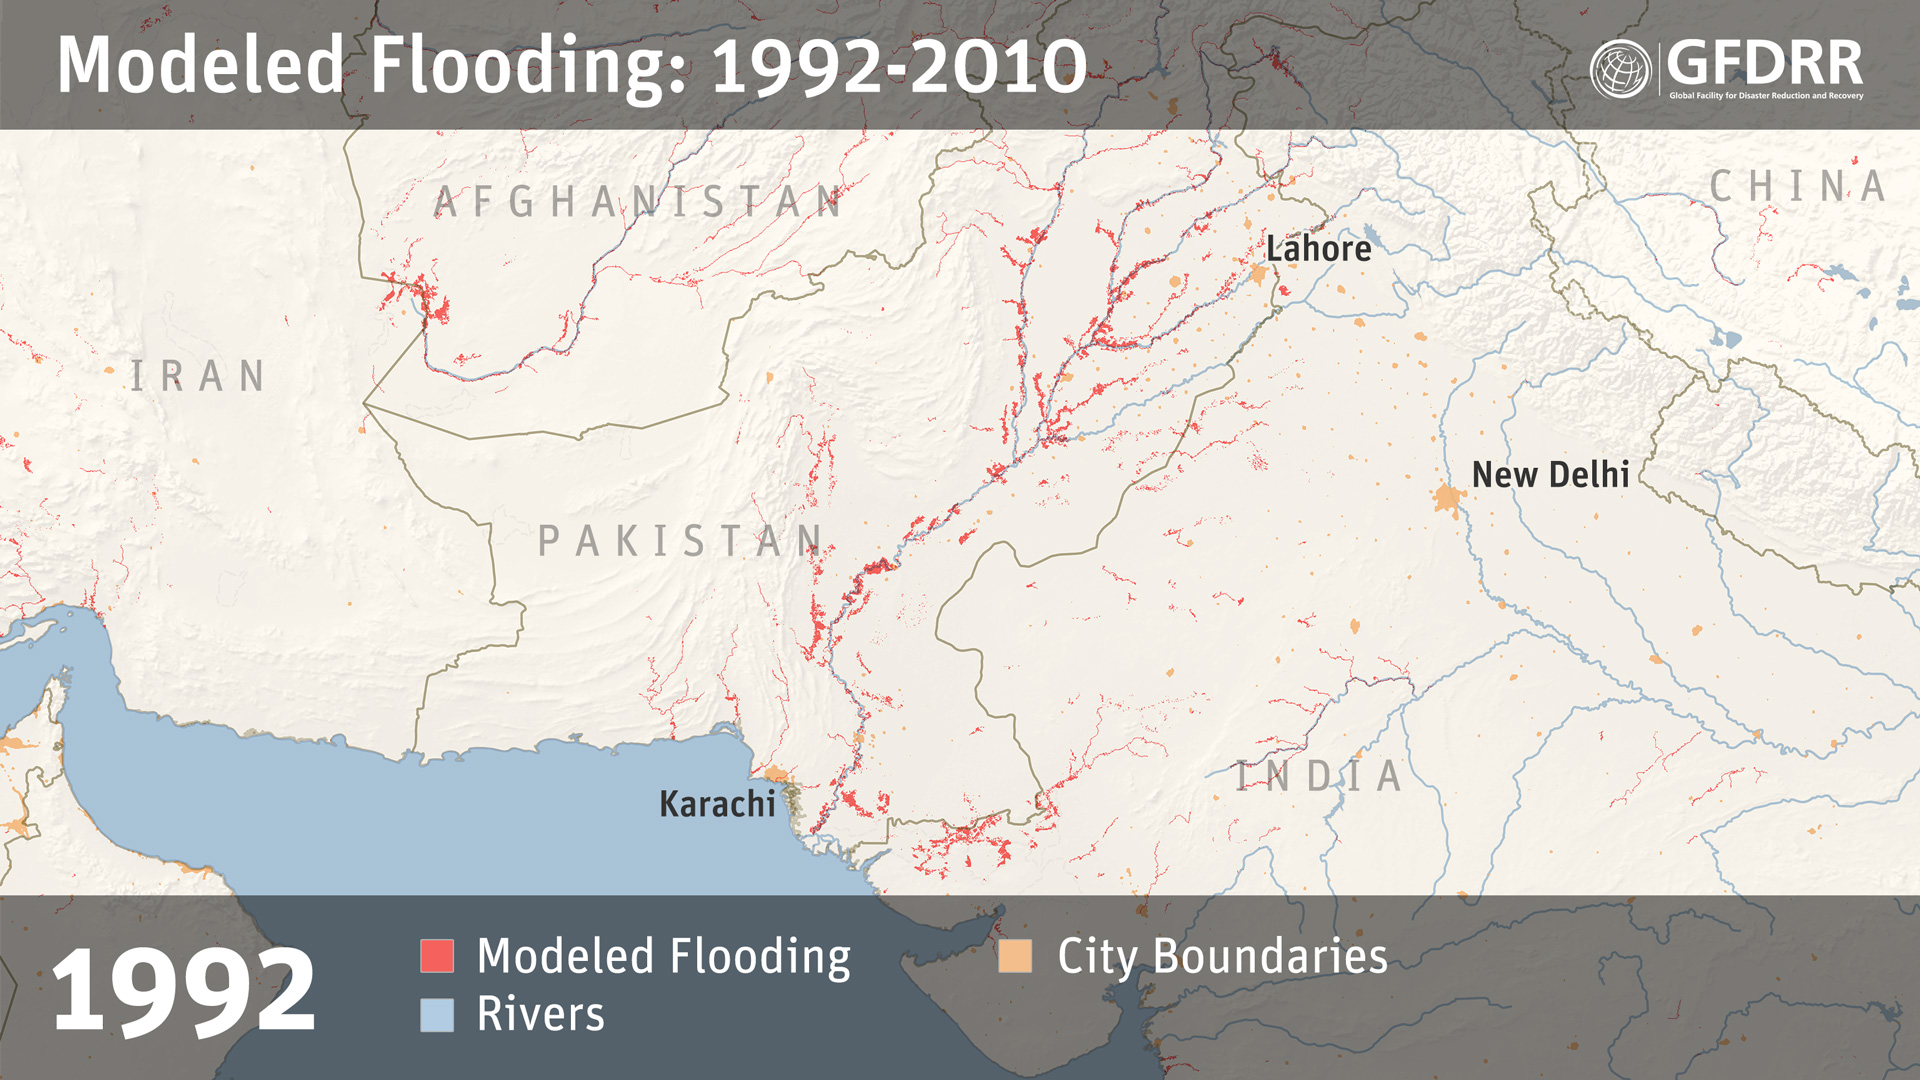 Modeled Flooding: 1992-2010
GFDRR
Global Facility for Disaster Reduction and Recovery
AFGHANISTAN
CHINA
Lahore
IRAN
New Delhi
PAKISTAN
INDIA
Karachi
1992
Modeled Flooding
City Boundaries
Rivers